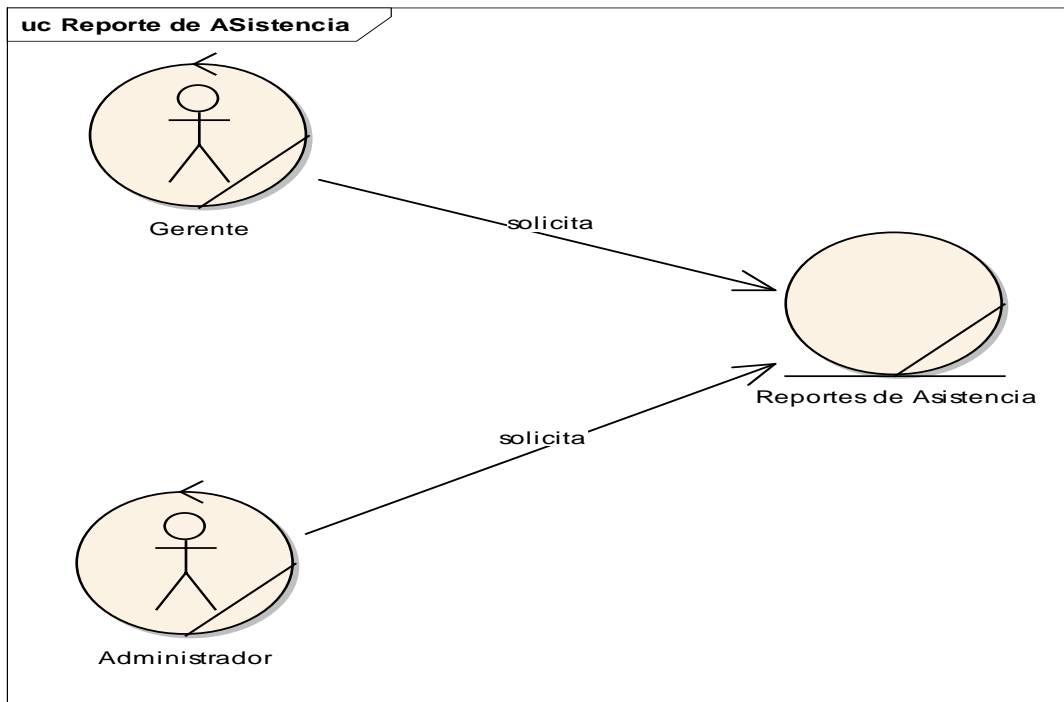 uc Reporte de ASistencia
Gerente
solicita
Reportes de Asistencia
solicita
Administrador